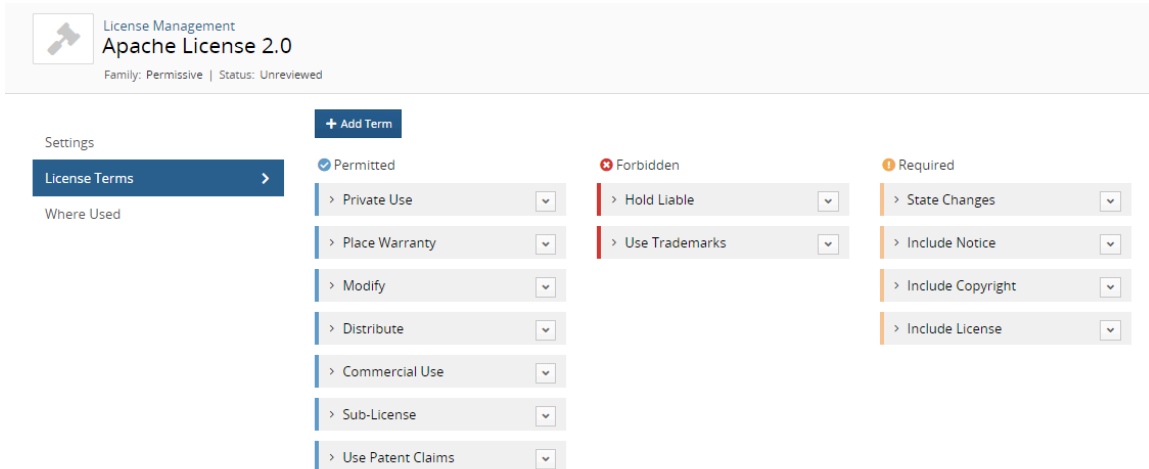 License Management
Apache License 2.0
Family: Permissive | Status: Unreviewed
Settings
License Terms
Where Used
+ Add Term
Permitted
Private Use
Place Warranty
Modify
Distribute
Commercial Use
Sub-License
Use Patent Claims
Forbidden
Hold Liable
Use Trademarks
Required
State Changes
Include Notice
Include Copyright
Include License